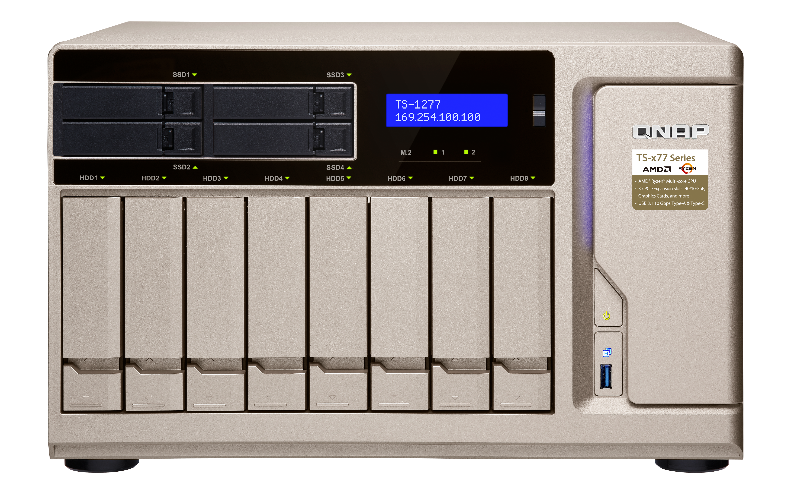 SSD1 SSD3
TS-1277
169.254.100.100
M.2 1 2
SSD2 SSD4
HDD1 HDD2 HDD3 HDD4 HDD5 HDD6 HDD7 HDD8
QNAP
TS-x77 Series
AMD RYZEN